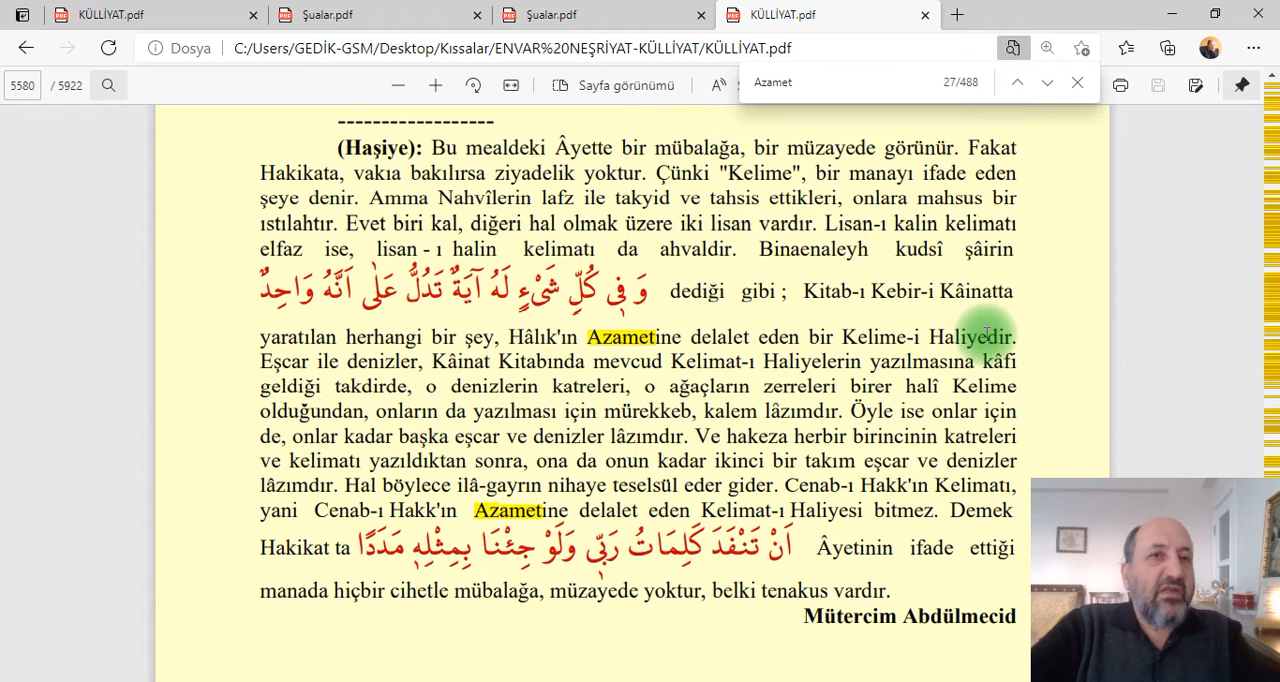 KÜLLİYAT.pdf
Şualar.pdf
Şualar.pdf
KÜLLİYAT.pdf
Dosya C:/Users/GEDİK-GSM/Desktop/Kıssalar/ENVAR%20NEŞRİYAT-KÜLLİYAT/KÜLLİYAT.pdf
5580 / 5922
Sayfa görünümü
Azamet 27/488
------------------
(Haşiye): Bu mealdeki Âyette bir mübalağa, bir müzayede görünür. Fakat
Hakikata, vakıa bakılırsa ziyadelik yoktur. Çünki "Kelime", bir manayı ifade eden
şeye denir. Amma Nahvîlerin lafz ile takyid ve tahsis ettikleri, onlara mahsus bir
ıstılahtır. Evet biri kal, diğeri hal olmak üzere iki lisan vardır. Lisan-ı kalin kelimatı
elfaz ise, lisan - ı halin kelimatı da ahvaldir. Binaenaleyh kudsî şâirin
وَ فِى كُلِّ شَىْءٍ لَهُ آيَةٌ تَدُلُّ عَلٰى اَنَّهُ وَاحِدٌ dediği gibi ; Kitab-ı Kebir-i Kâinatta
yaratılan herhangi bir şey, Hâlık'ın Azametine delalet eden bir Kelime-i Haliyedir.
Eşcar ile denizler, Kâinat Kitabında mevcud Kelimat-ı Haliyelerin yazılmasına kâfi
geldiği takdirde, o denizlerin katreleri, o ağaçların zerreleri birer halî Kelime
olduğundan, onların da yazılması için mürekkeb, kalem lâzımdır. Öyle ise onlar için
de, onlar kadar başka eşcar ve denizler lâzımdır. Ve hakeza herbir birincinin katreleri
ve kelimatı yazıldıktan sonra, ona da onun kadar ikinci bir takım eşcar ve denizler
lâzımdır. Hal böylece ilâ-gayrın nihaye teselsül eder gider. Cenab-ı Hakk'ın Kelimatı,
yani Cenab-ı Hakk'ın Azametine delalet eden Kelimat-ı Haliyesi bitmez. Demek
Hakikat ta اَنْ تَنْفَدَ كَلِمَاتُ رَبِّى وَلَوْ جِئْنَا بِمِثْلِهِ مَدَدًا Âyetinin ifade ettiği
manada hiçbir cihetle mübalağa, müzayede yoktur, belki tenakus vardır.
Mütercim Abdülmecid